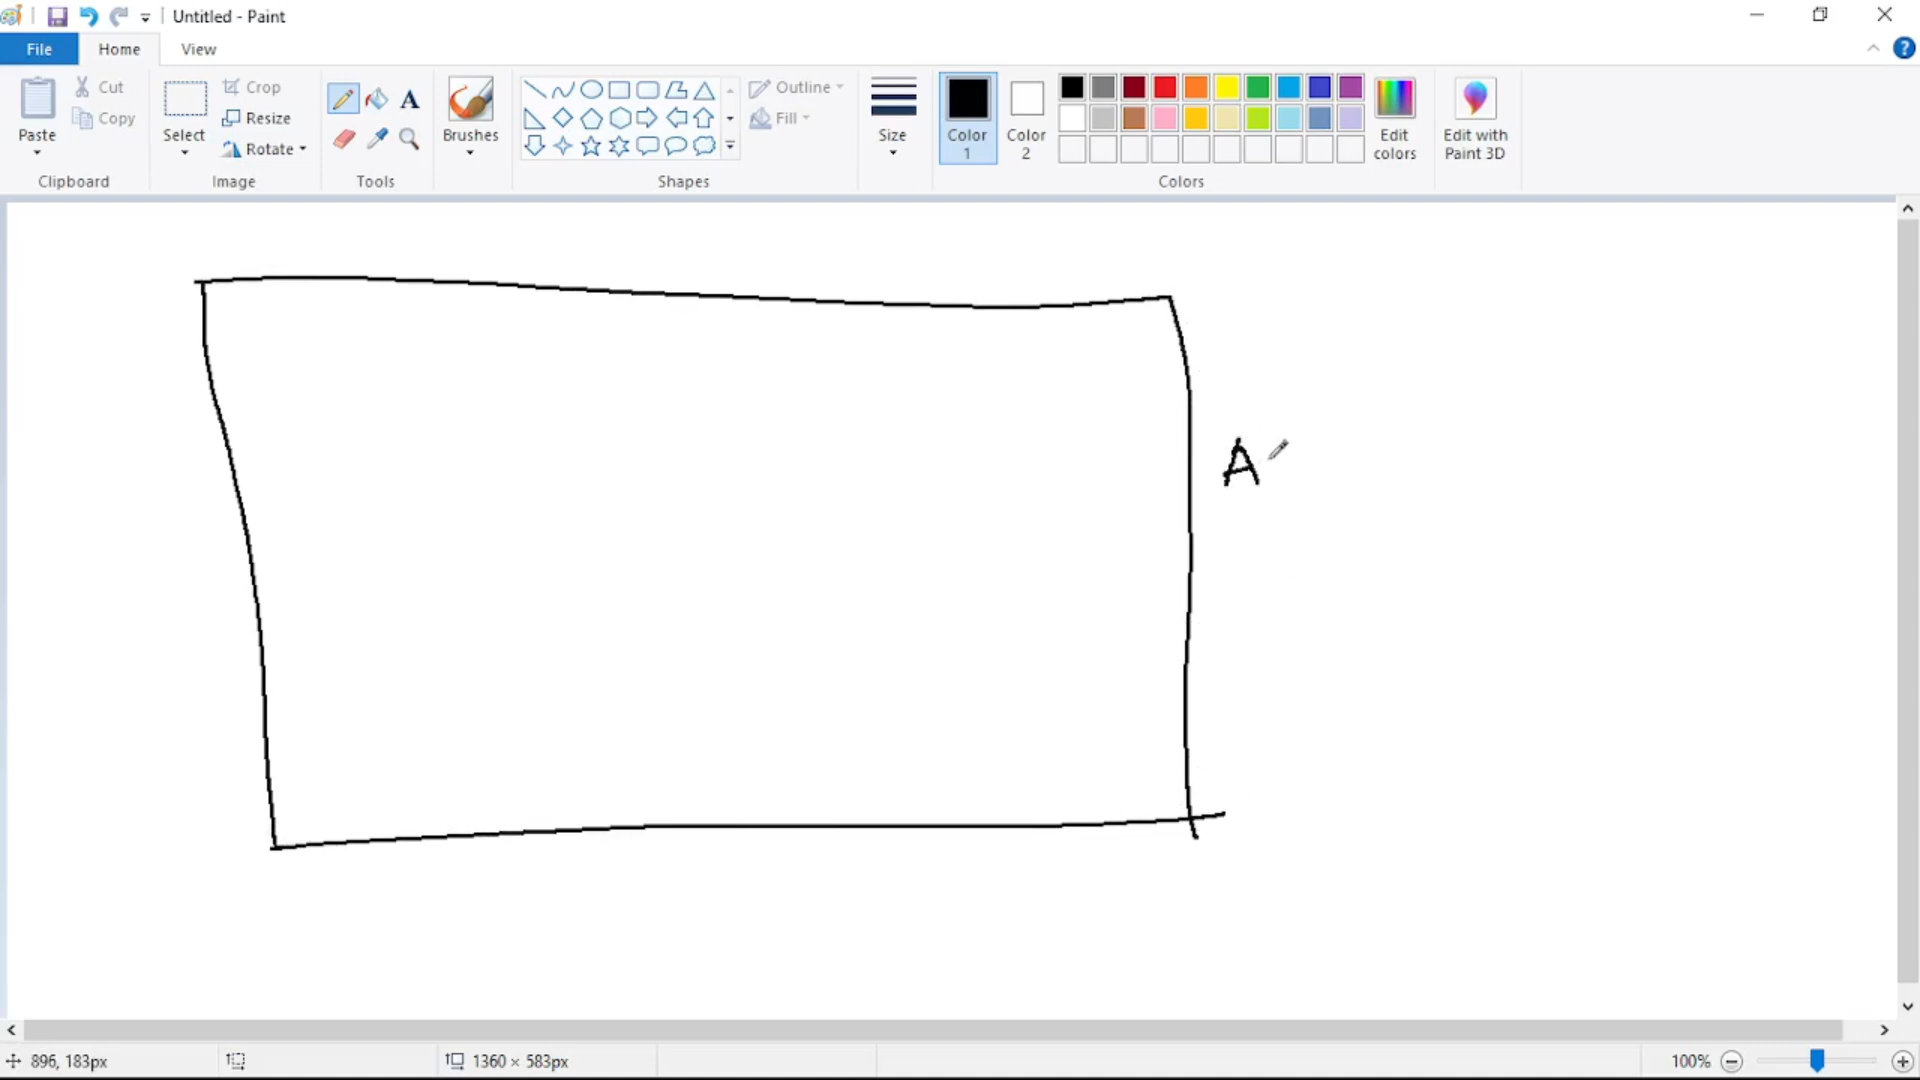 Untitled - Paint
File Home View
Paste
Cut
Copy
Clipboard
Select
Crop
Resize
Rotate
Image
A
Tools
Brushes
Shapes
Outline
Fill
Size
Color 1
Color 2
Edit colors
Colors
Edit with Paint 3D
?
A
896, 183px
1360 × 583px
100%